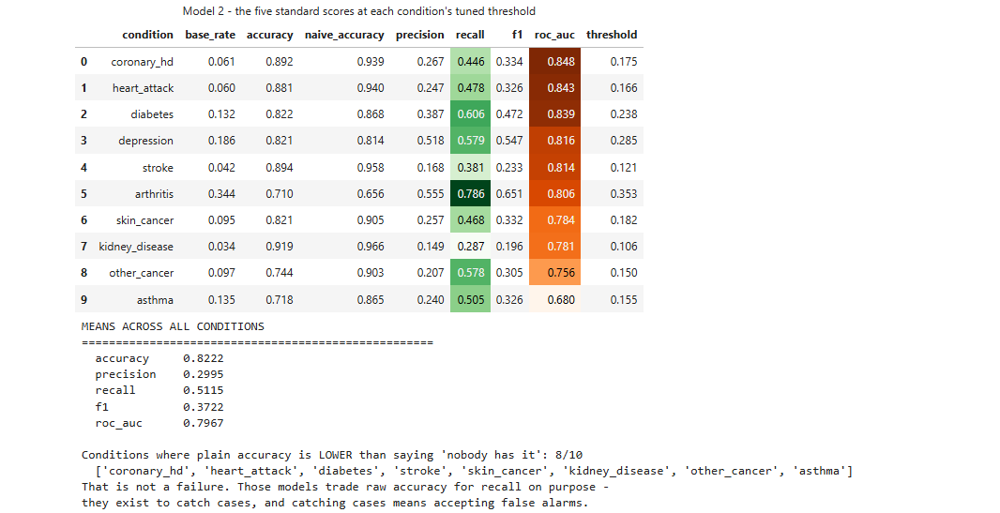 Model 2 - the five standard scores at each condition's tuned threshold
condition base_rate accuracy naive_accuracy precision recall f1 roc_auc threshold
0 coronary_hd 0.061 0.892 0.939 0.267 0.446 0.334 0.848 0.175
1 heart_attack 0.060 0.881 0.940 0.247 0.478 0.326 0.843 0.166
2 diabetes 0.132 0.822 0.868 0.387 0.606 0.472 0.839 0.238
3 depression 0.186 0.821 0.814 0.518 0.579 0.547 0.816 0.285
4 stroke 0.042 0.894 0.958 0.168 0.381 0.233 0.814 0.121
5 arthritis 0.344 0.710 0.656 0.555 0.786 0.651 0.806 0.353
6 skin_cancer 0.095 0.821 0.905 0.257 0.468 0.332 0.784 0.182
7 kidney_disease 0.034 0.919 0.966 0.149 0.287 0.196 0.781 0.106
8 other_cancer 0.097 0.744 0.903 0.207 0.578 0.305 0.756 0.150
9 asthma 0.135 0.718 0.865 0.240 0.505 0.326 0.680 0.155
MEANS ACROSS ALL CONDITIONS
====================================================
accuracy 0.8222
precision 0.2995
recall 0.5115
f1 0.3722
roc_auc 0.7967
Conditions where plain accuracy is LOWER than saying 'nobody has it': 8/10
['coronary_hd', 'heart_attack', 'diabetes', 'stroke', 'skin_cancer', 'kidney_disease', 'other_cancer', 'asthma']
That is not a failure. Those models trade raw accuracy for recall on purpose -
they exist to catch cases, and catching cases means accepting false alarms.